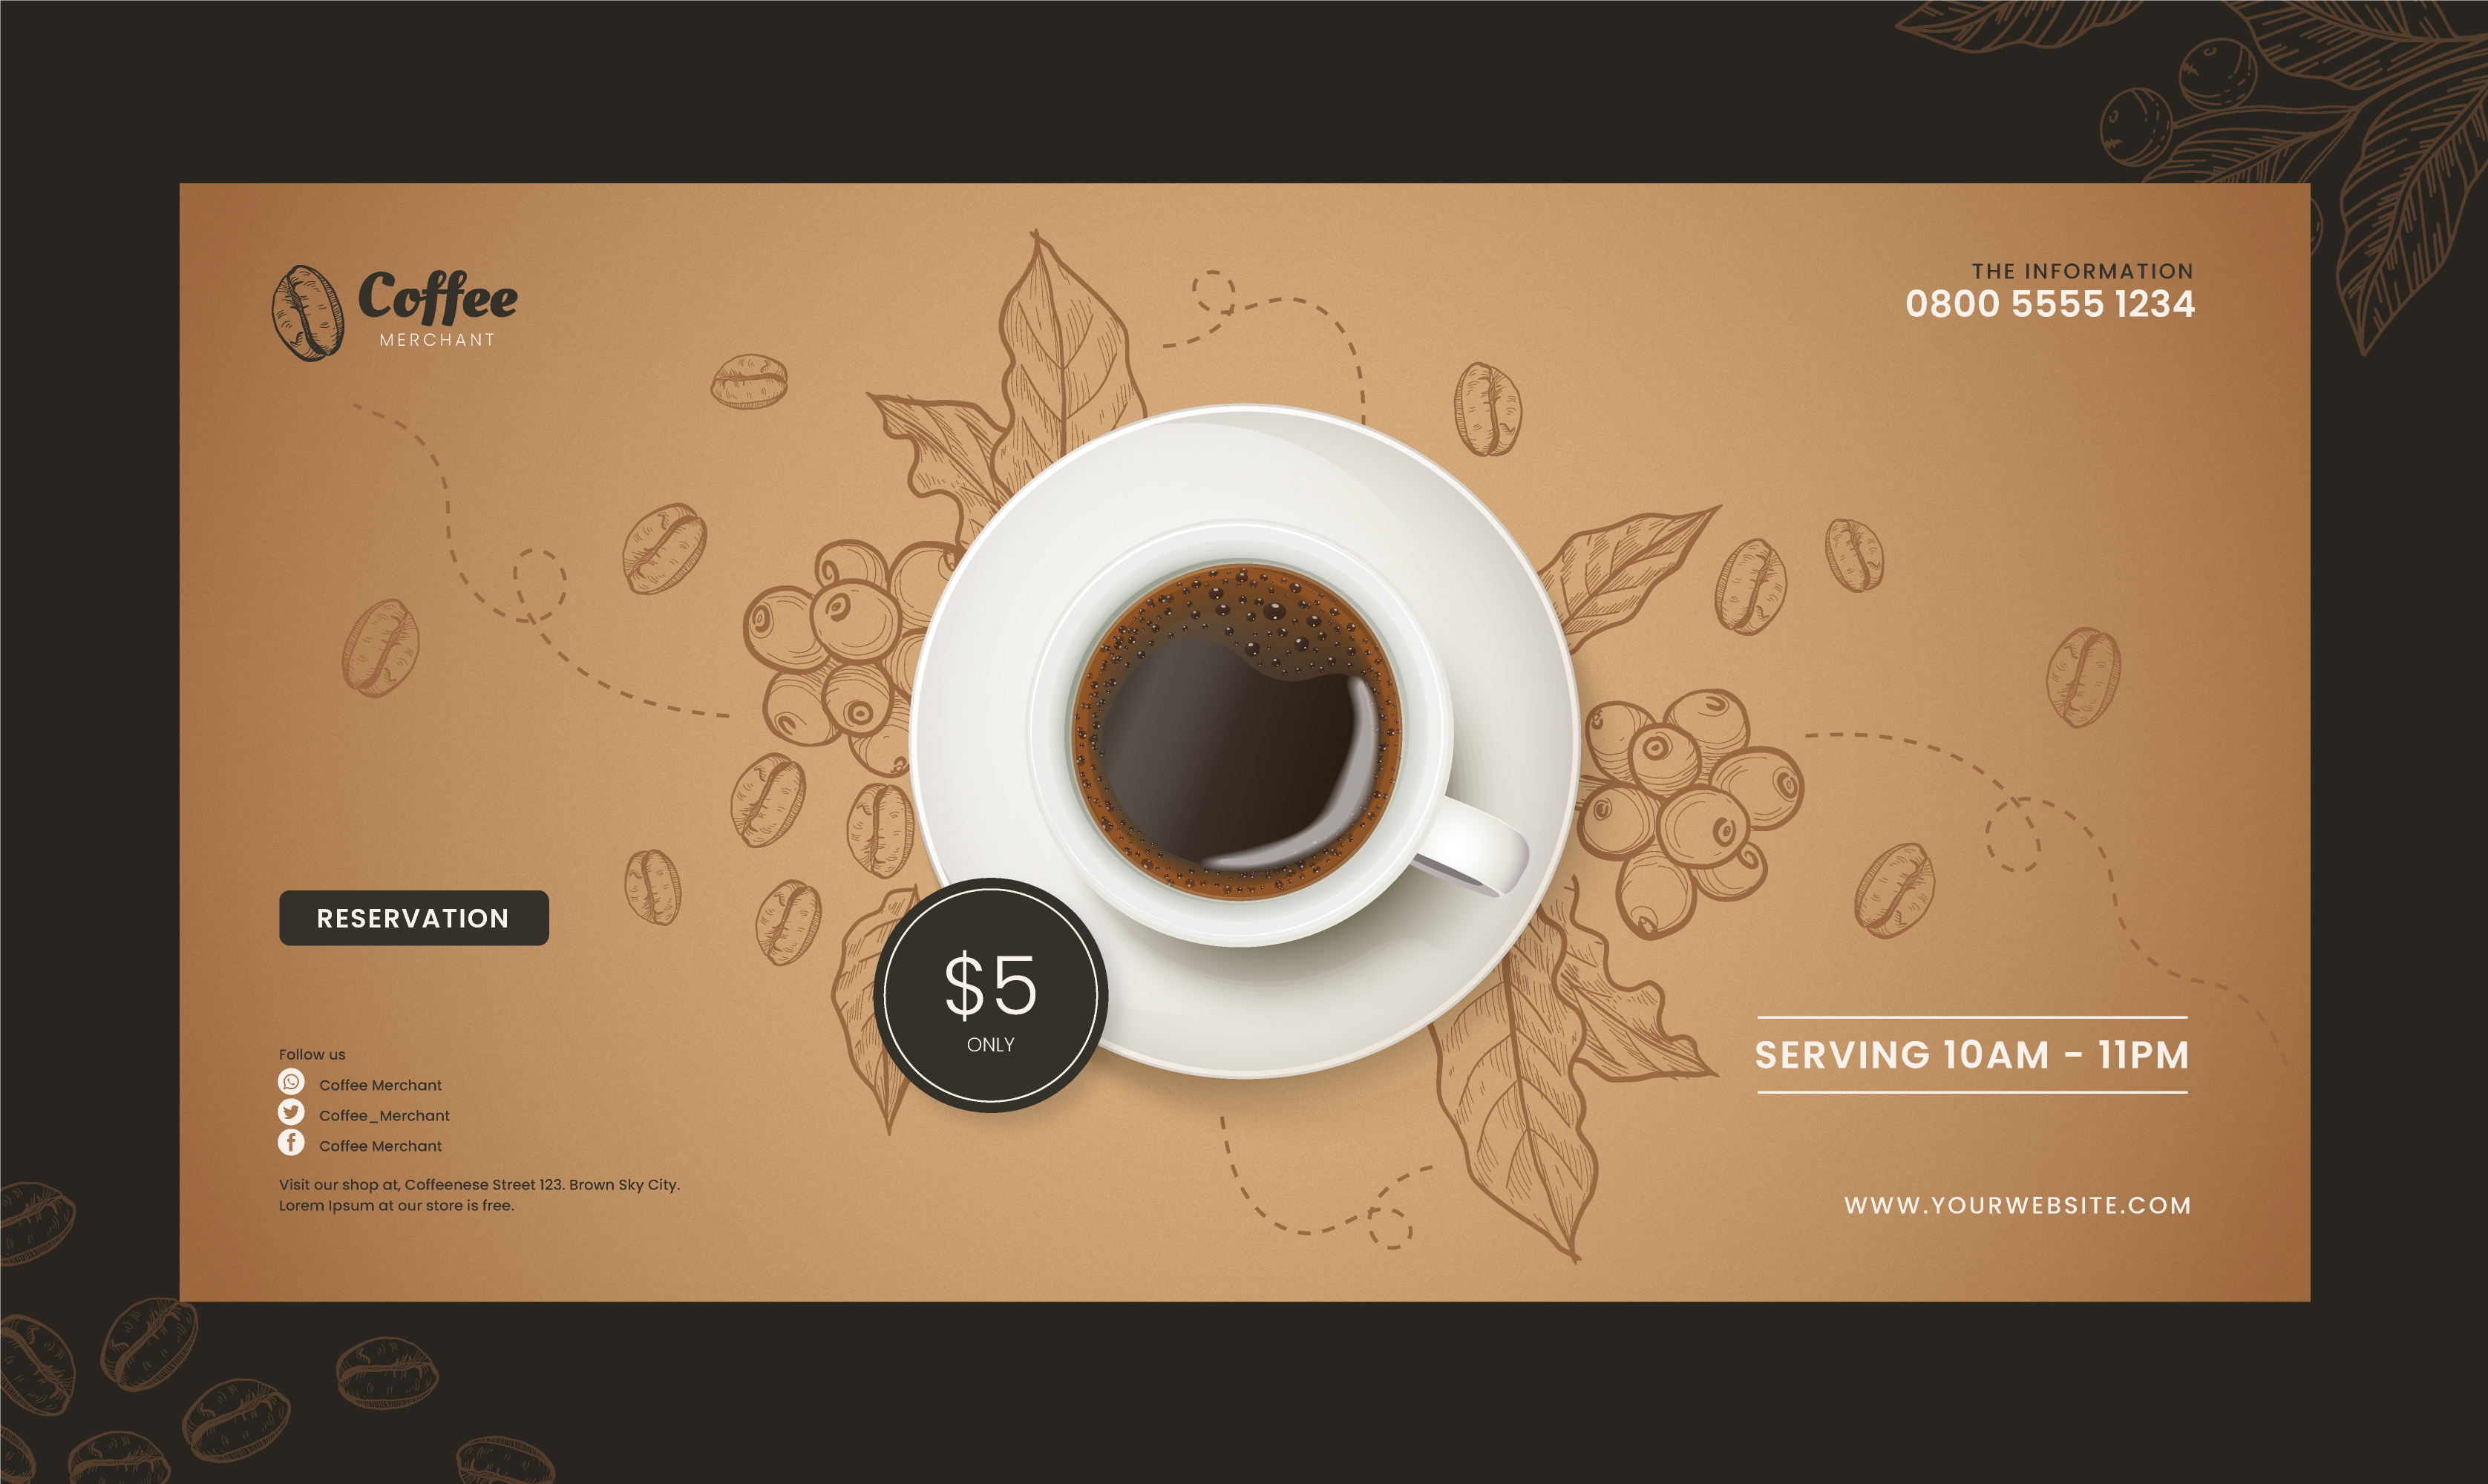 Coffee
MERCHANT
THE INFORMATION
0800 5555 1234
RESERVATION
$5
ONLY
Follow us
Coffee Merchant
Coffee_Merchant
Coffee Merchant
Visit our shop at, Coffeenese Street 123. Brown Sky City.
Lorem Ipsum at our store is free.
SERVING 10AM - 11PM
WWW.YOURWEBSITE.COM